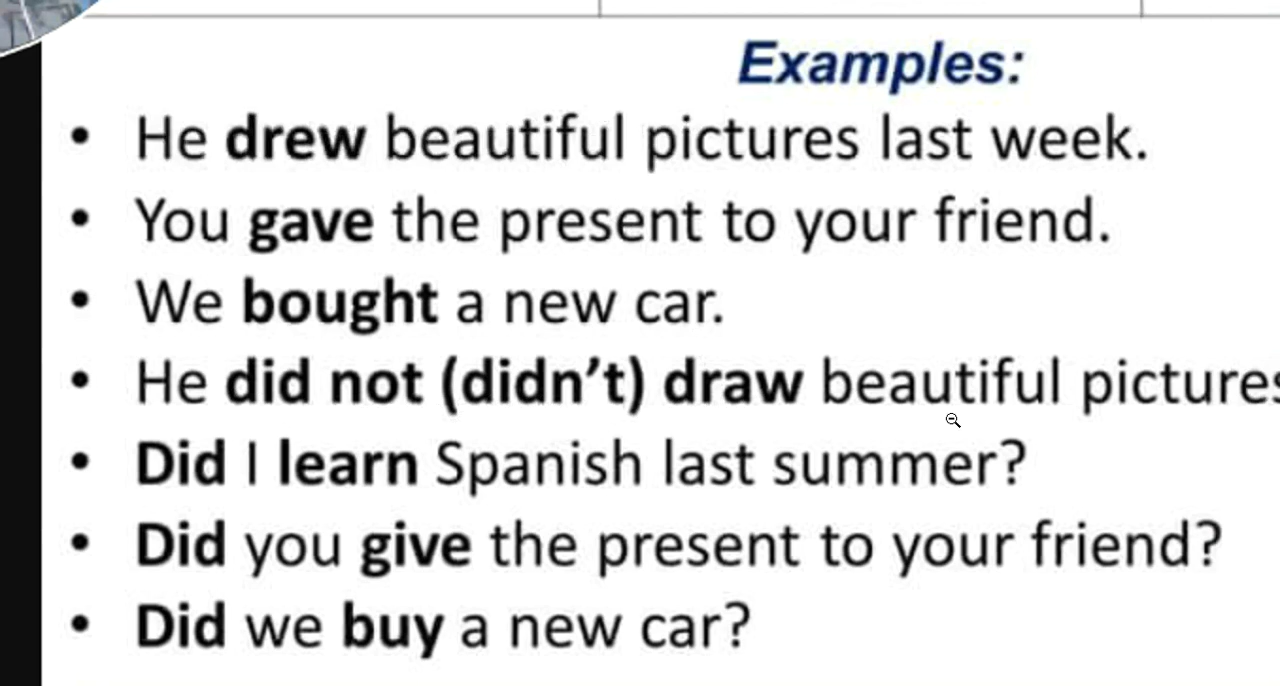 Examples:
• He drew beautiful pictures last week.
• You gave the present to your friend.
• We bought a new car.
• He did not (didn’t) draw beautiful pictures
• Did I learn Spanish last summer?
• Did you give the present to your friend?
• Did we buy a new car?